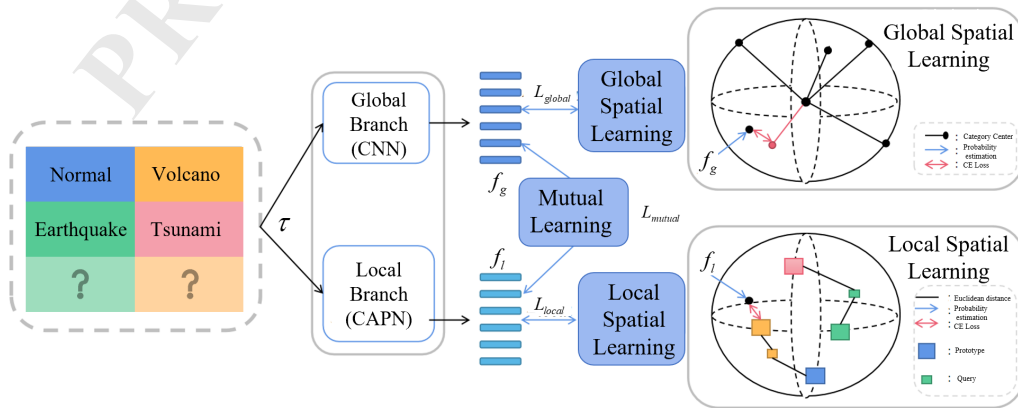 PR
Normal
Volcano
Earthquake
Tsunami
?
?
τ
Global
Branch
(CNN)
Local
Branch
(CAPN)
f_g
f_l
L_global
L_local
L_mutual
Global
Spatial
Learning
Mutual
Learning
Local
Spatial
Learning
Global Spatial
Learning
f_g
: Category Center
: Probability
estimation
: CE Loss
Local Spatial
Learning
f_l
: Euclidean distance
: Probability
estimation
: CE Loss
: Prototype
: Query